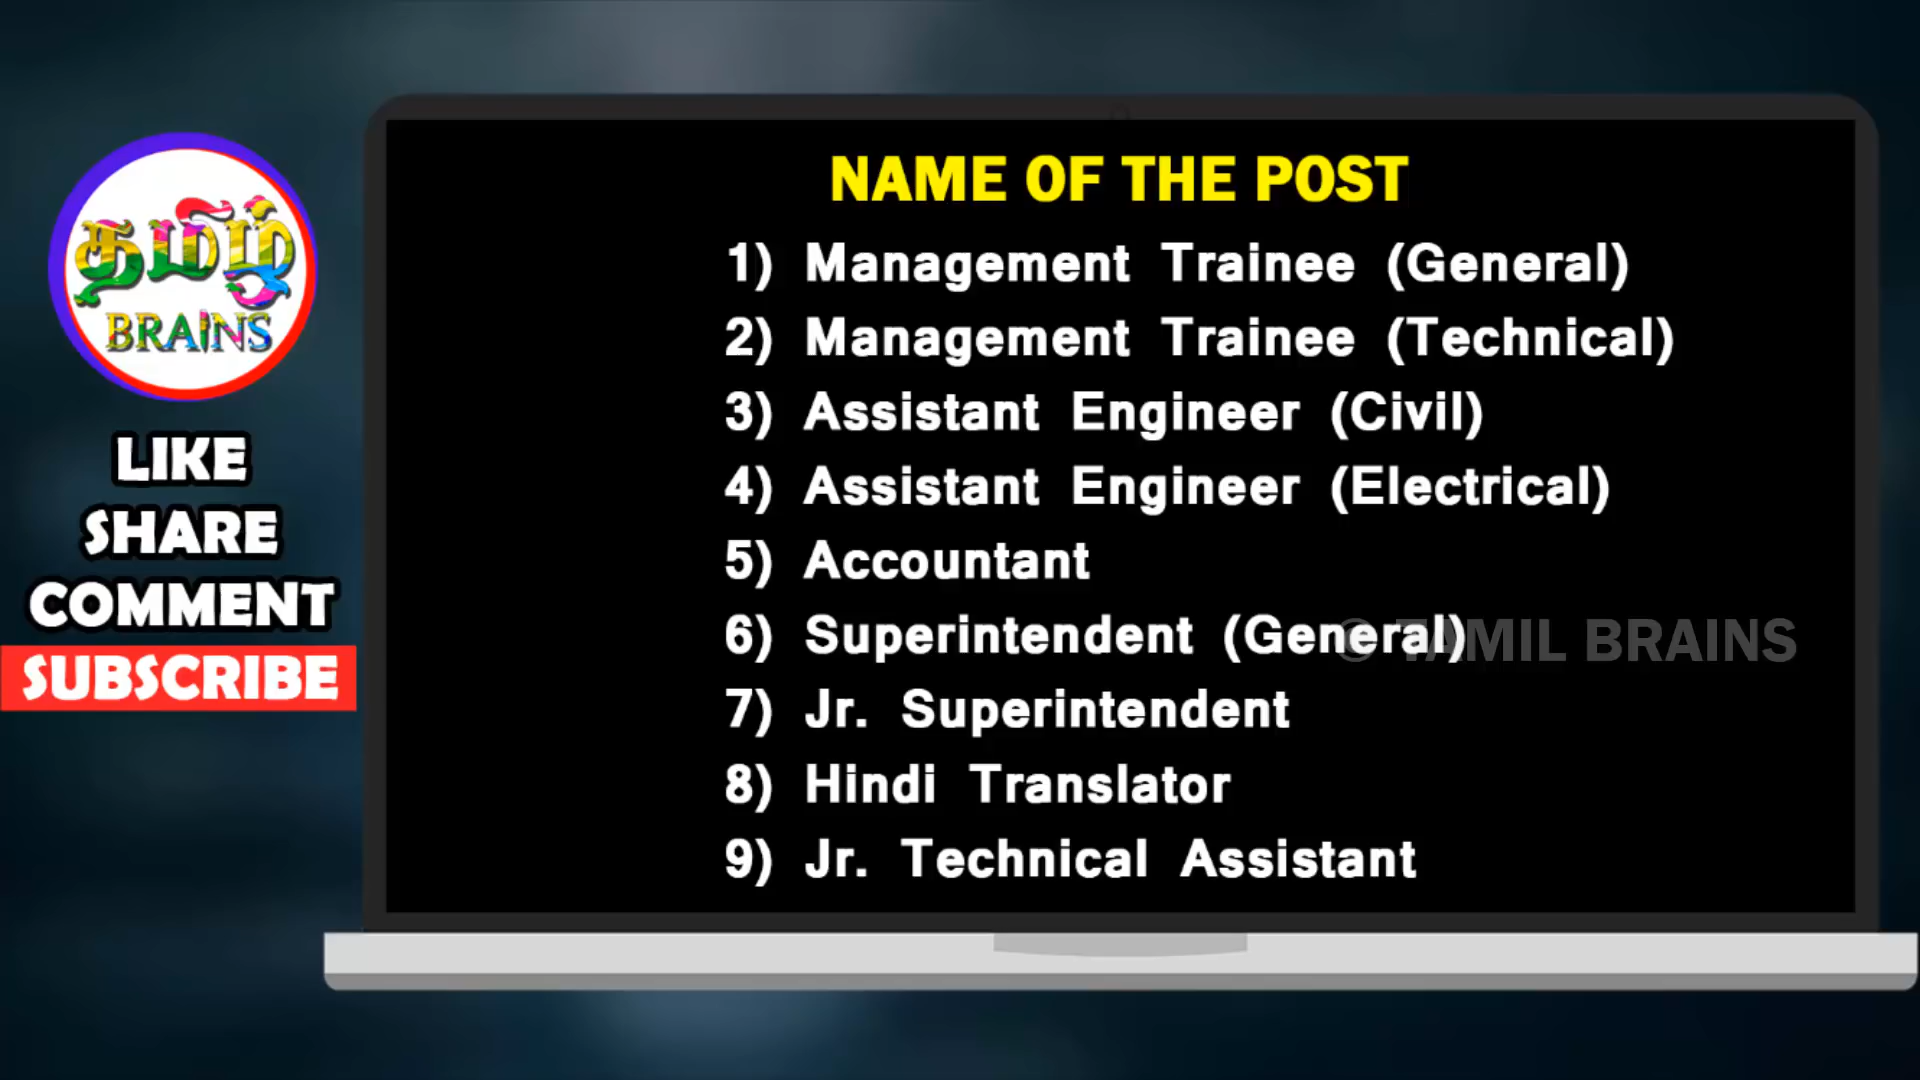 தமிழ்
BRAINS
LIKE
SHARE
COMMENT
SUBSCRIBE
NAME OF THE POST
1) Management Trainee (General)
2) Management Trainee (Technical)
3) Assistant Engineer (Civil)
4) Assistant Engineer (Electrical)
5) Accountant
6) Superintendent (General)
7) Jr. Superintendent
8) Hindi Translator
9) Jr. Technical Assistant
© TAMIL BRAINS